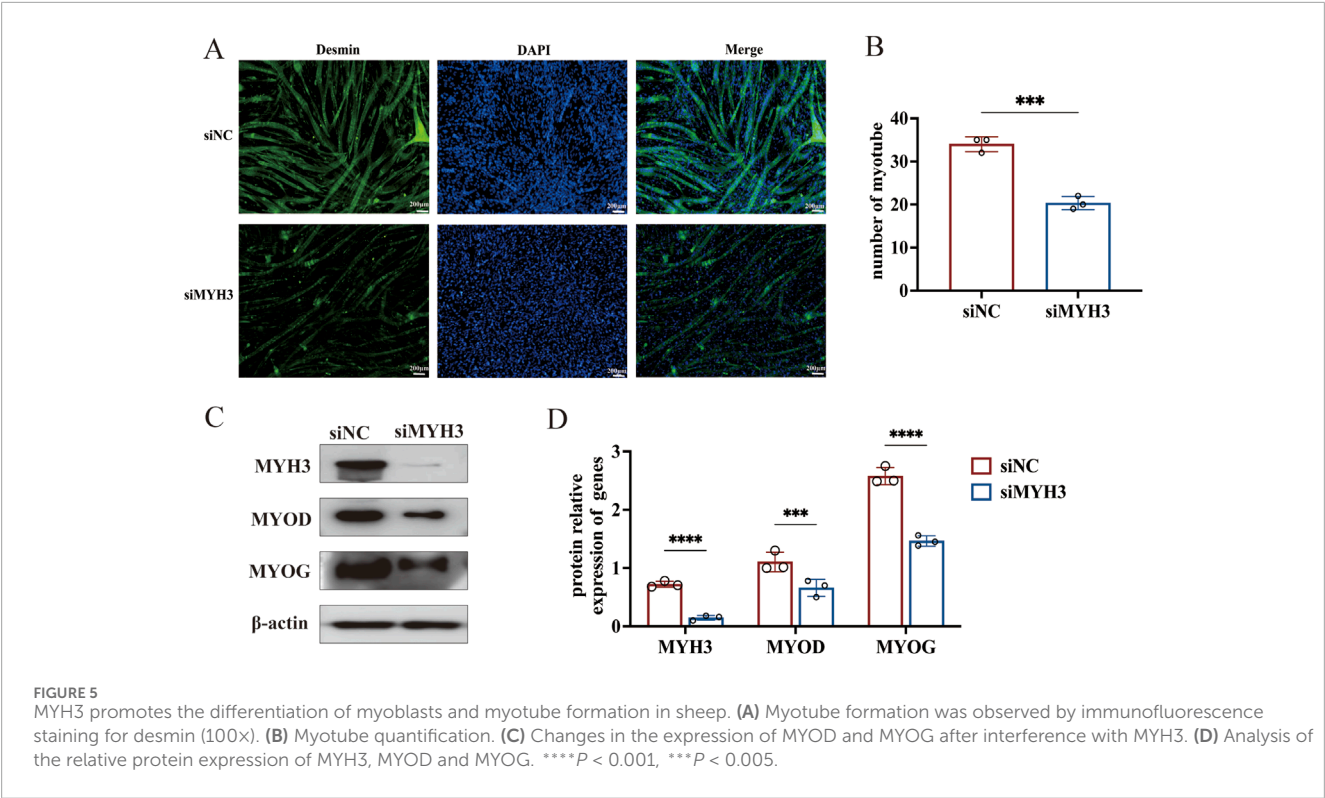 A
Desmin
DAPI
Merge
siNC
200μm
200μm
200μm
siMYH3
200μm
200μm
200μm
B
***
number of myotube
40
30
20
10
0
siNC
siMYH3
C
siNC
siMYH3
MYH3
MYOD
MYOG
β-actin
D
protein relative
expression of genes
3
2
1
0
****
***
****
MYH3
MYOD
MYOG
siNC
siMYH3
FIGURE 5
MYH3 promotes the differentiation of myoblasts and myotube formation in sheep. (A) Myotube formation was observed by immunofluorescence
staining for desmin (100×). (B) Myotube quantification. (C) Changes in the expression of MYOD and MYOG after interference with MYH3. (D) Analysis of
the relative protein expression of MYH3, MYOD and MYOG. ****P < 0.001, ***P < 0.005.